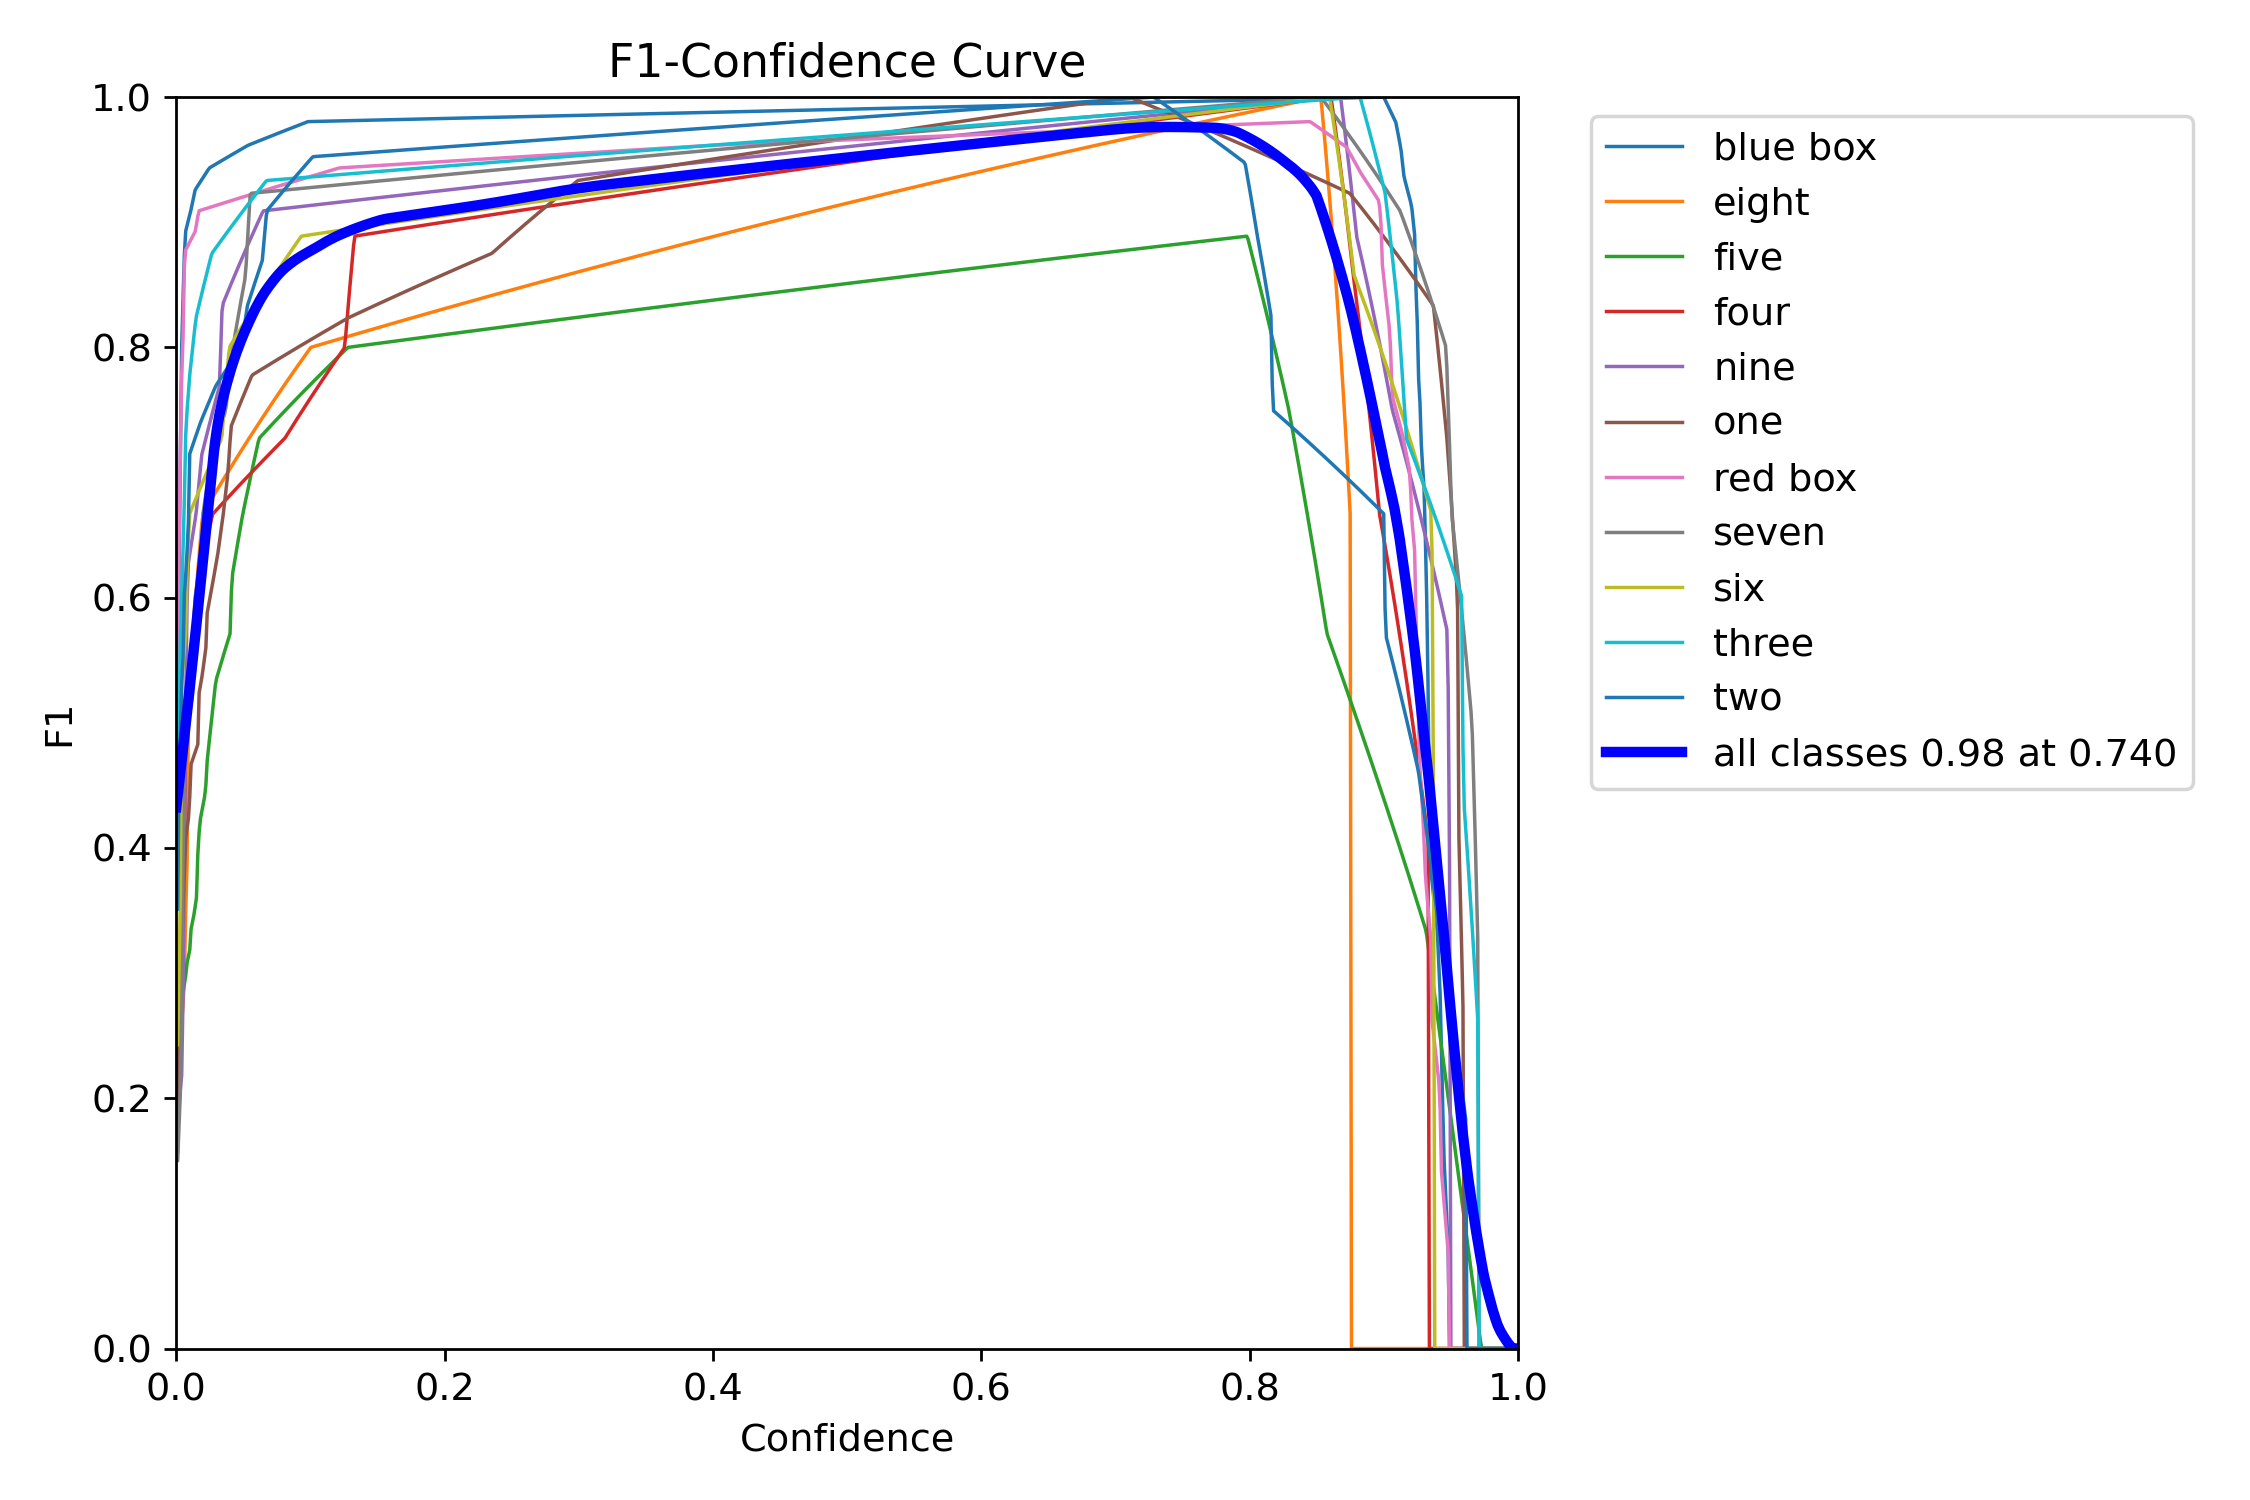 F1-Confidence Curve
1.0
0.8
0.6
0.4
0.2
0.0
F1
0.0 0.2 0.4 0.6 0.8 1.0
Confidence
blue box
eight
five
four
nine
one
red box
seven
six
three
two
all classes 0.98 at 0.740